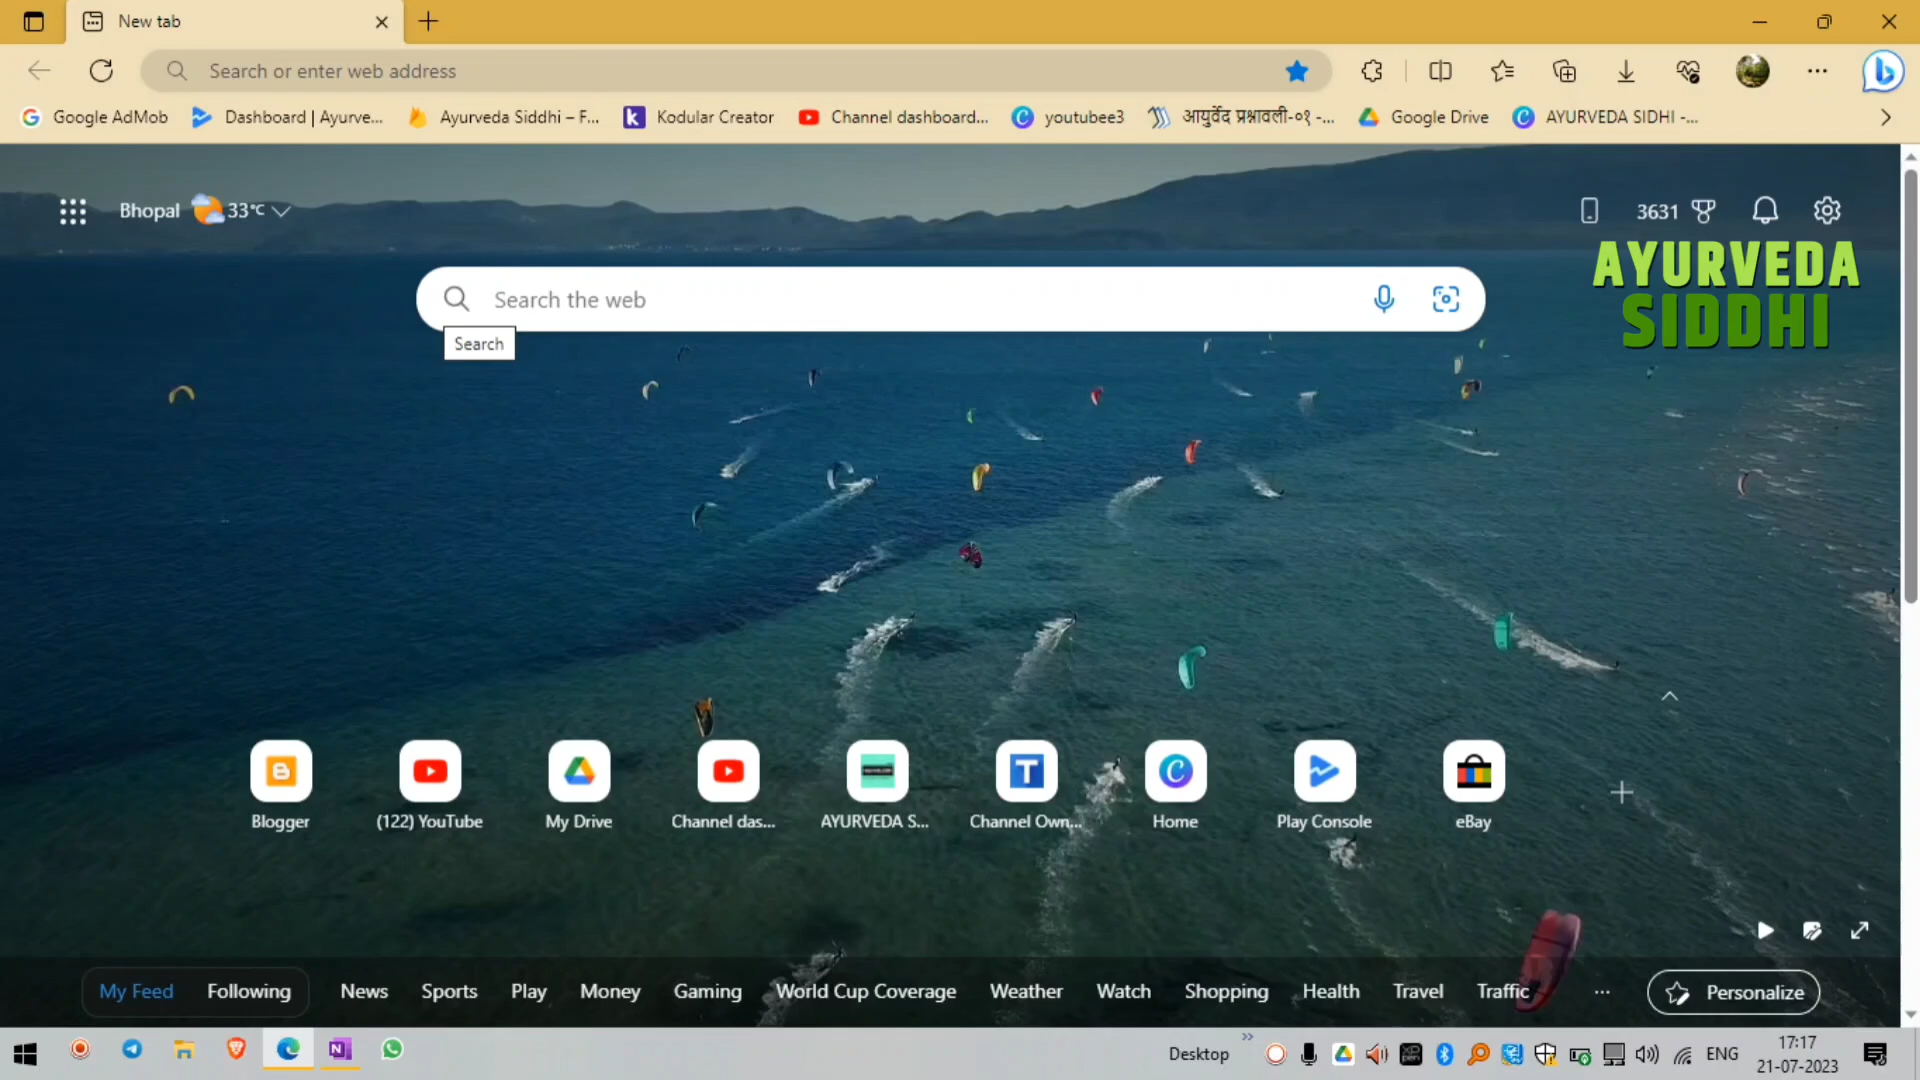 New tab
Search or enter web address
Google AdMob
Dashboard | Ayurve...
Ayurveda Siddhi – F...
Kodular Creator
Channel dashboard...
youtubee3
आयुर्वेद प्रश्नावली-०१ -...
Google Drive
AYURVEDA SIDHI -...
Bhopal 33°C
3631
AYURVEDA
SIDDHI
Search the web
Search
Blogger
(122) YouTube
My Drive
Channel das...
AYURVEDA S...
Channel Own...
Home
Play Console
eBay
My Feed
Following
News
Sports
Play
Money
Gaming
World Cup Coverage
Weather
Watch
Shopping
Health
Travel
Traffic
...
Personalize
Desktop
ENG
17:17
21-07-2023